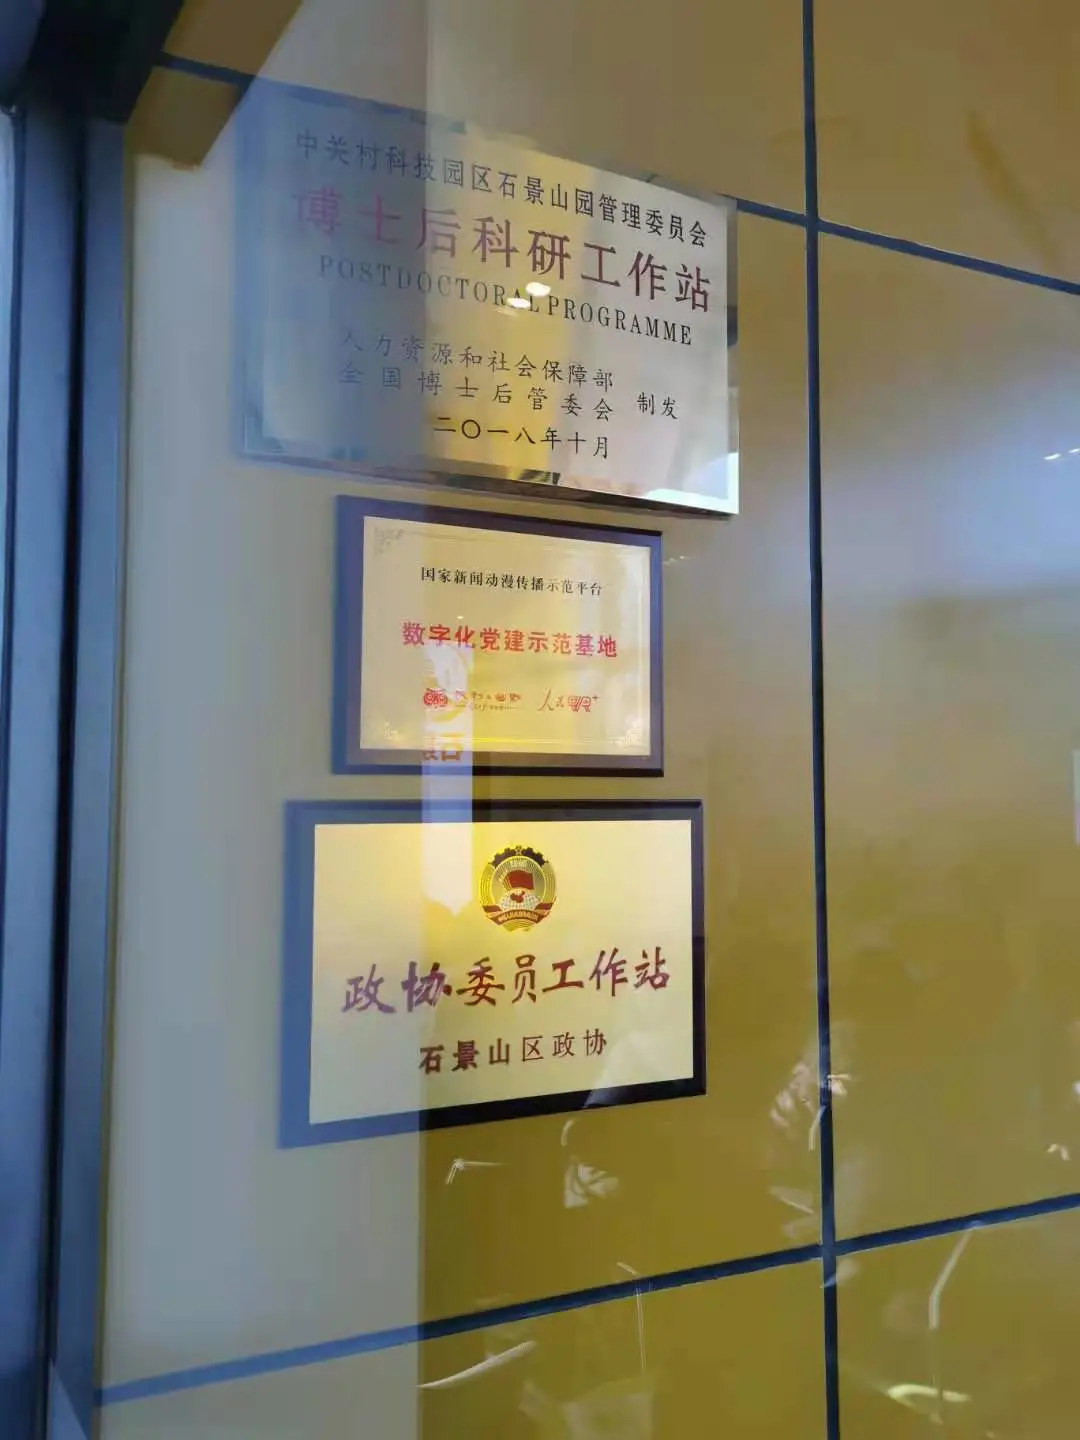 中关村科技园区石景山园管理委员会
博士后科研工作站
POSTDOCTORAL PROGRAMME
人力资源和社会保障部
全国博士后管委会 制发
二〇一八年十月
国家新闻动漫传播示范平台
数字化党建示范基地
政协委员工作站
石景山区政协